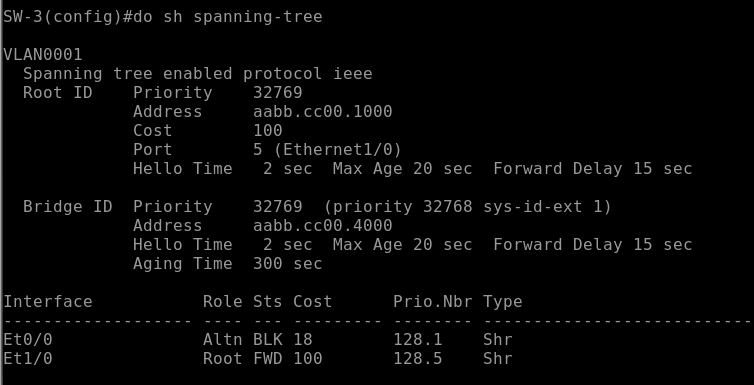 SW-3(config)#do sh spanning-tree
VLAN0001
  Spanning tree enabled protocol ieee
  Root ID    Priority    32769
             Address     aabb.cc00.1000
             Cost        100
             Port        5 (Ethernet1/0)
             Hello Time   2 sec  Max Age 20 sec  Forward Delay 15 sec
  Bridge ID  Priority    32769  (priority 32768 sys-id-ext 1)
             Address     aabb.cc00.4000
             Hello Time   2 sec  Max Age 20 sec  Forward Delay 15 sec
             Aging Time  300 sec
Interface           Role Sts Cost      Prio.Nbr Type
------------------- ---- --- --------- -------- ---------------------------
Et0/0               Altn BLK 18        128.1    Shr
Et1/0               Root FWD 100       128.5    Shr